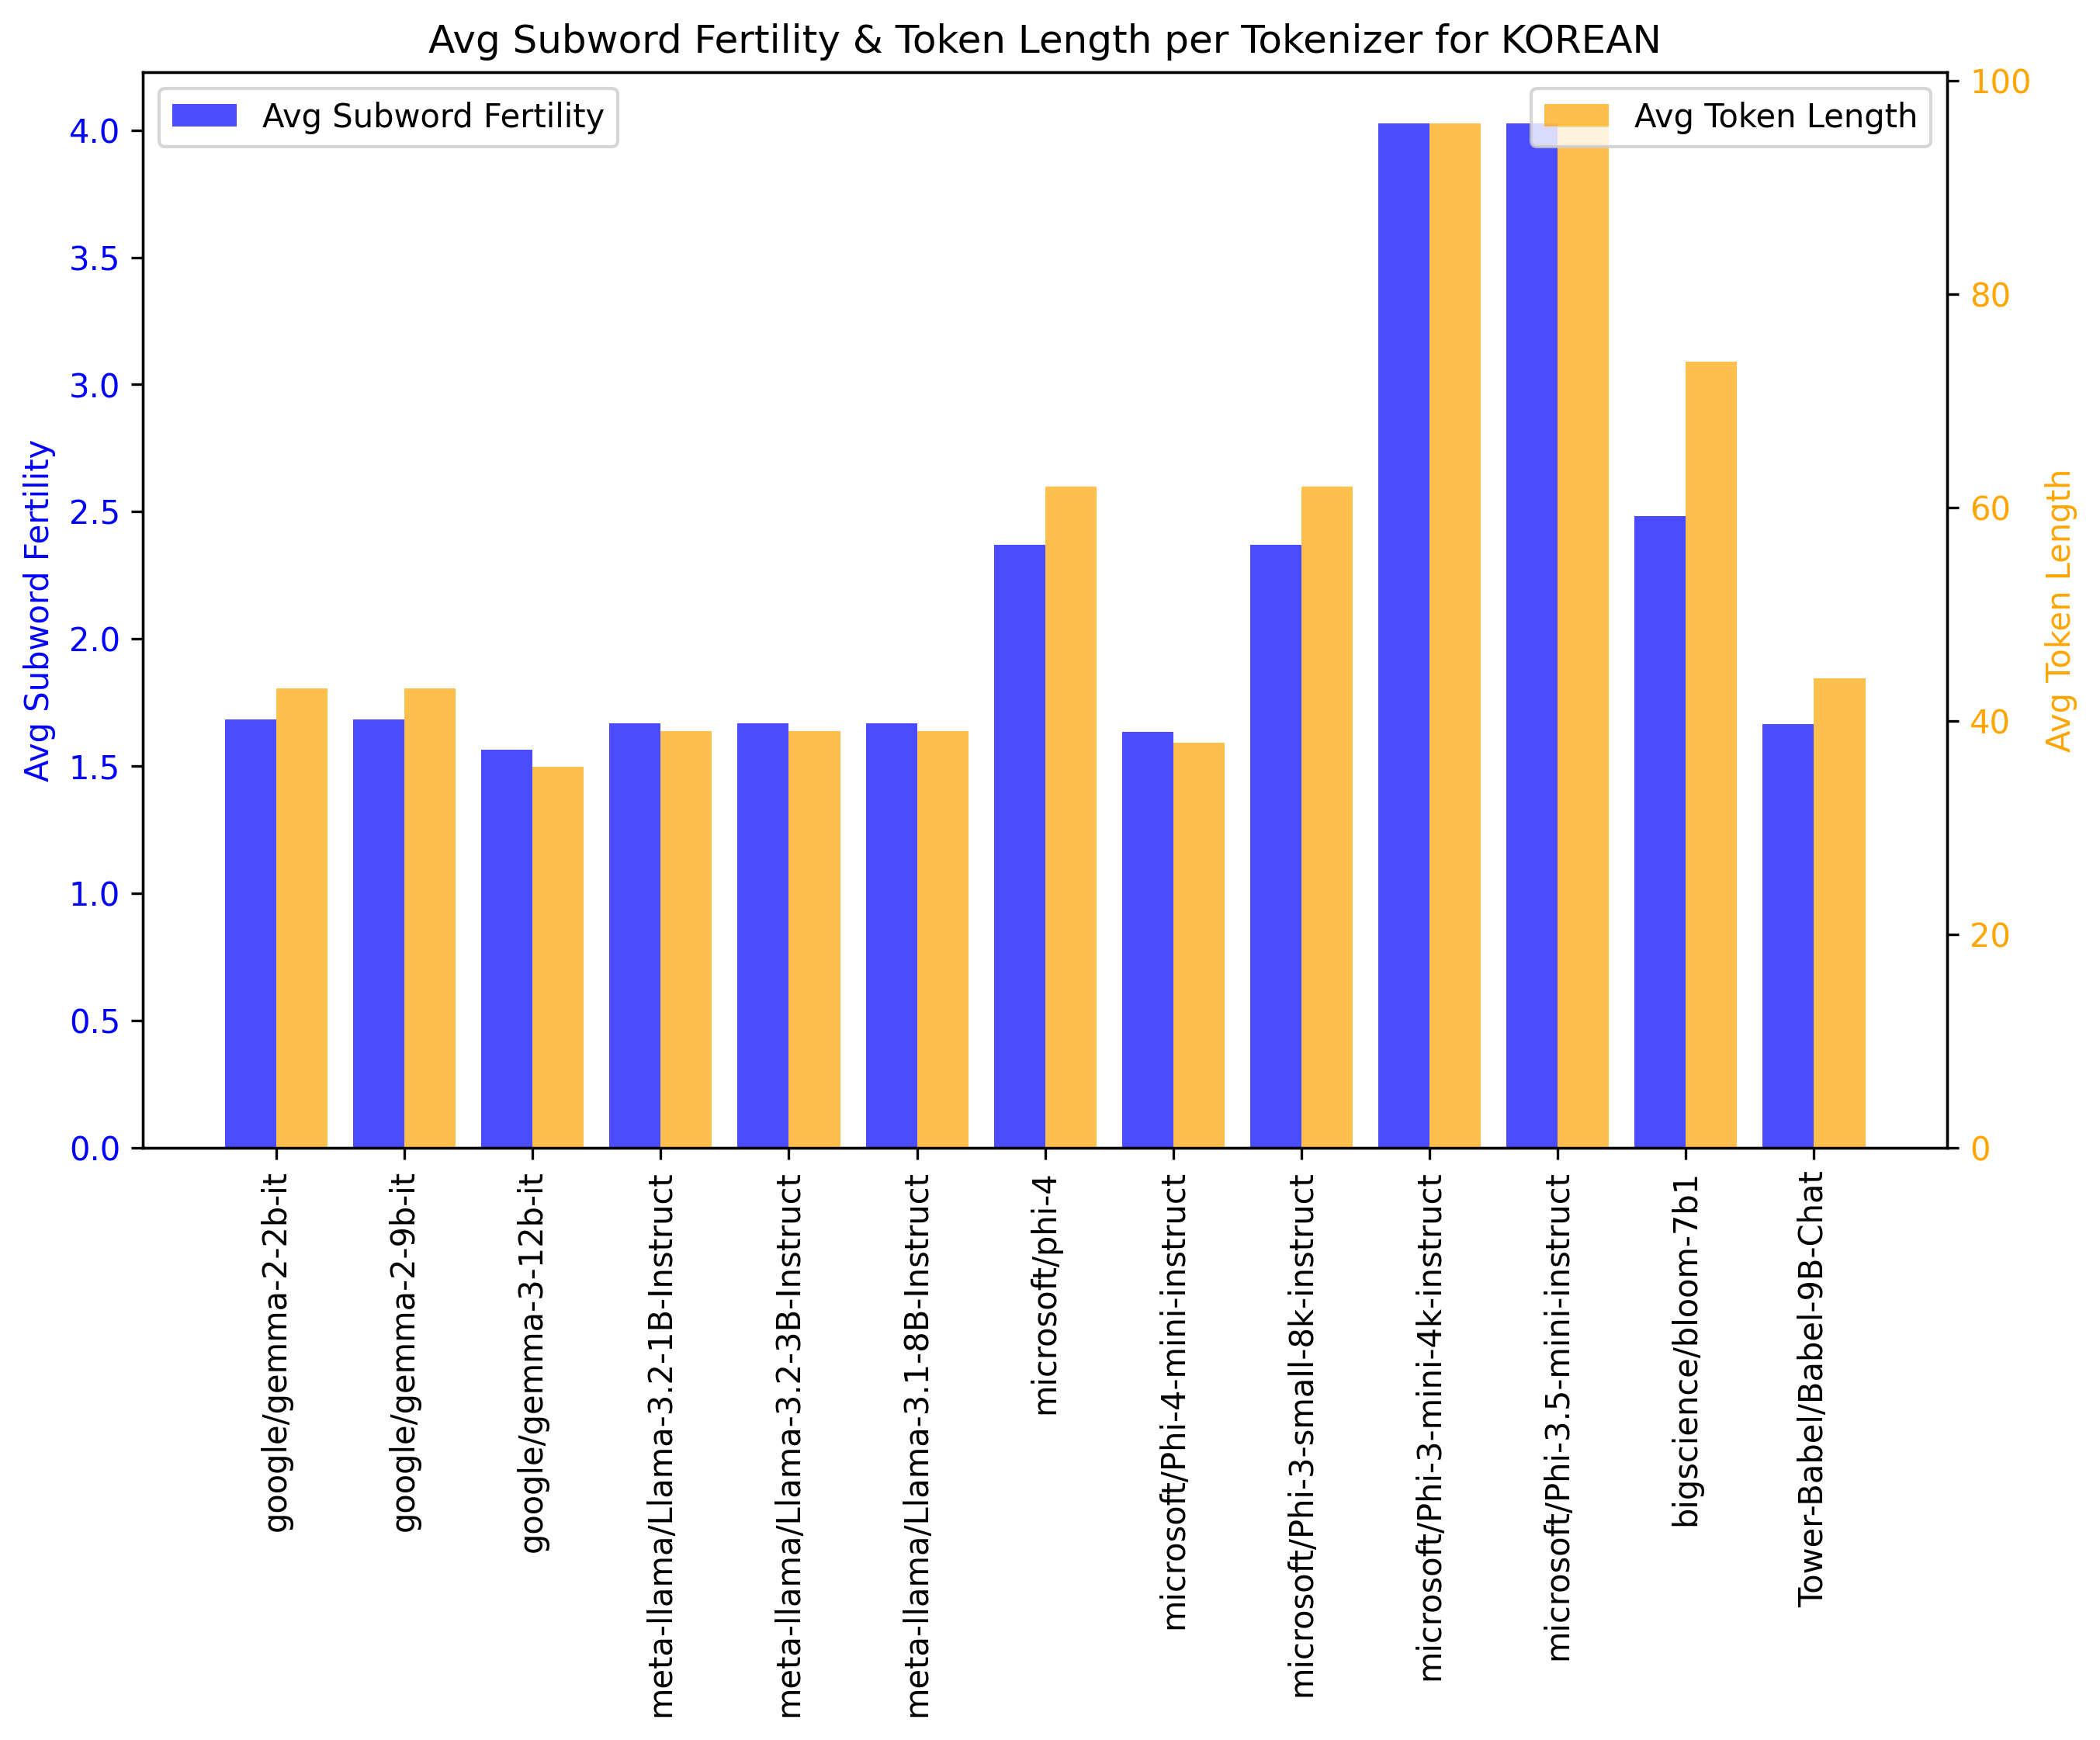 Avg Subword Fertility & Token Length per Tokenizer for KOREAN
Avg Subword Fertility
Avg Token Length
Avg Subword Fertility
4.0
3.5
3.0
2.5
2.0
1.5
1.0
0.5
0.0
100
80
60
40
20
0
Avg Token Length
google/gemma-2-2b-it
google/gemma-2-9b-it
google/gemma-3-12b-it
meta-llama/Llama-3.2-1B-Instruct
meta-llama/Llama-3.2-3B-Instruct
meta-llama/Llama-3.1-8B-Instruct
microsoft/phi-4
microsoft/Phi-4-mini-instruct
microsoft/Phi-3-small-8k-instruct
microsoft/Phi-3-mini-4k-instruct
microsoft/Phi-3.5-mini-instruct
bigscience/bloom-7b1
Tower-Babel/Babel-9B-Chat